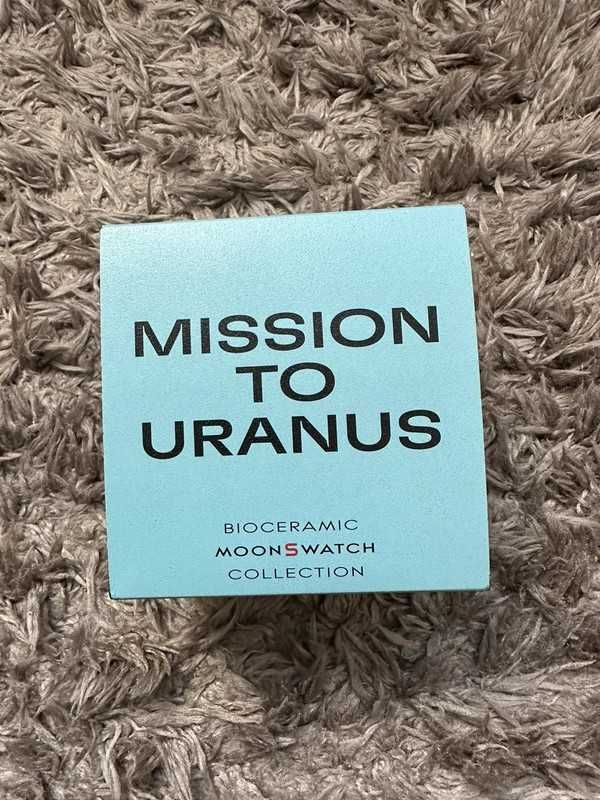 MISSION
TO
URANUS
BIOCERAMIC
MOONSWATCH
COLLECTION